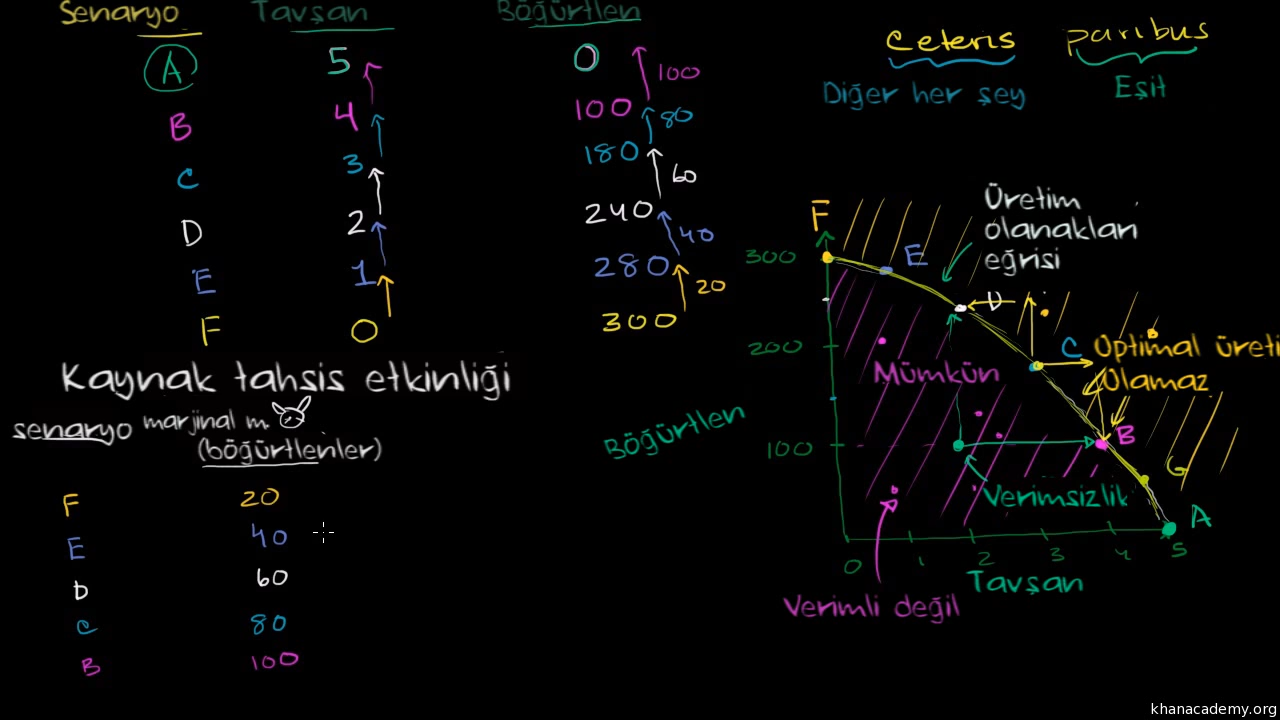 Senaryo Tavşan Böğürtlen
A 5 0
100
B 4 100
80
C 3 180
60
D 2 240
40
E 1 280
20
F 0 300
Kaynak tahsis etkinliği
senaryo marjinal m.
(böğürtlenler)
F 20
E 40
D 60
C 80
B 100
ceteris paribus
Diğer her şey Eşit
Üretim
olanakları
eğrisi
F
300
E
D
200
C
Optimal üreti
Olamaz
Mümkün
Böğürtlen
100
B
G
Verimsizlik
A
0 1 2 3 4 5
Tavşan
Verimli değil
khanacademy.org